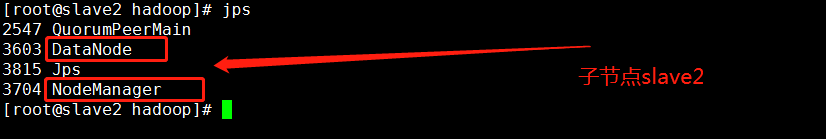 [root@slave2 hadoop]# jps
2547 QuorumPeerMain
3603 DataNode
3815 Jps
3704 NodeManager
[root@slave2 hadoop]#
子节点slave2